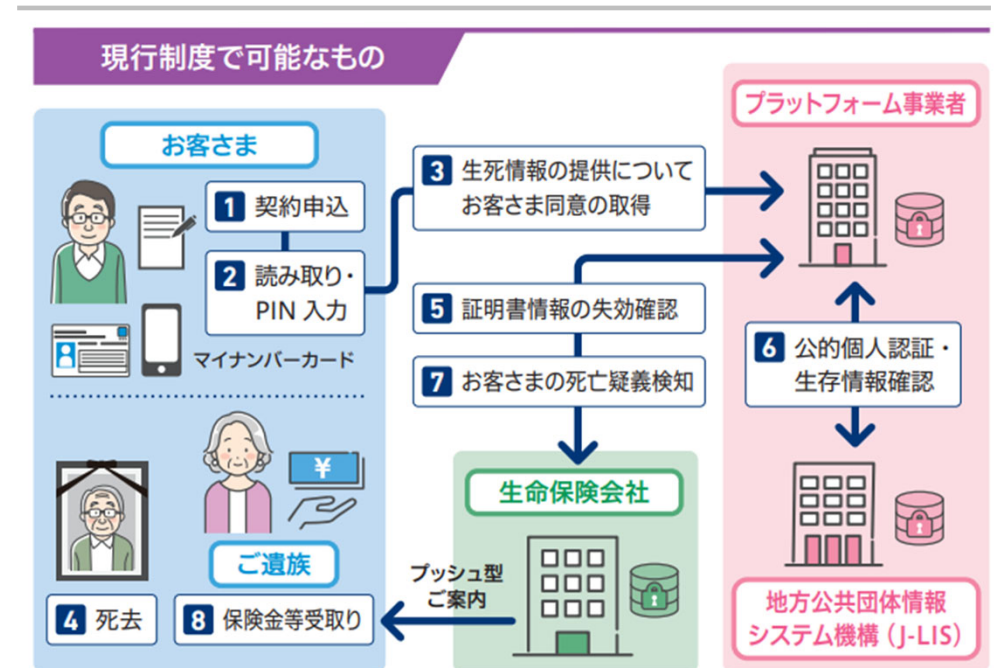 現行制度で可能なもの
お客さま
1 契約申込
2 読み取り・
PIN 入力
マイナンバーカード
3 生死情報の提供について
お客さま同意の取得
プラットフォーム事業者
5 証明書情報の失効確認
7 お客さまの死亡疑義検知
6 公的個人認証・
生存情報確認
¥
ご遺族
4 死去
8 保険金等受取り
プッシュ型
ご案内
生命保険会社
地方公共団体情報
システム機構（J-LIS）